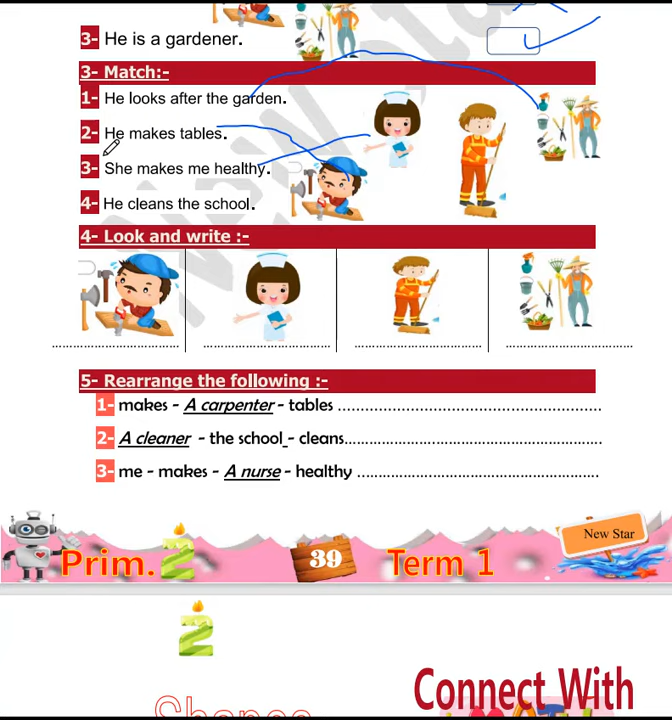 3- He is a gardener.
3- Match:-
1- He looks after the garden.
2- He makes tables.
3- She makes me healthy.
4- He cleans the school.
4- Look and write :-
5- Rearrange the following :-
1- makes - A carpenter - tables ............................................................
2- A cleaner - the school - cleans............................................................
3- me - makes - A nurse - healthy ............................................................
Prim. 2
39
Term 1
New Star
2
Connect With
Shapes